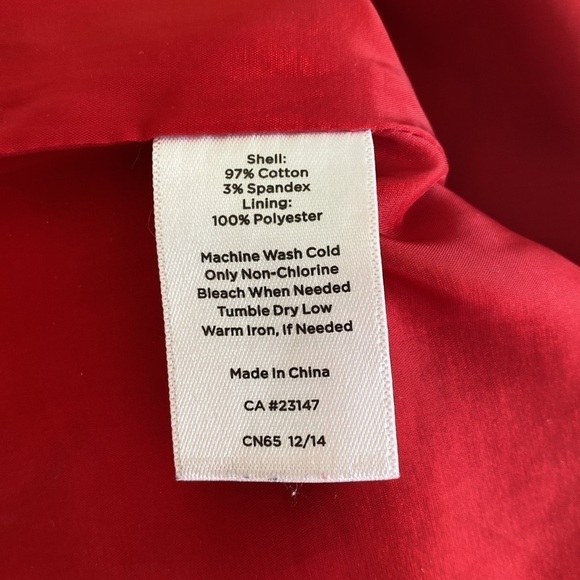 Shell:
97% Cotton
3% Spandex
Lining:
100% Polyester
Machine Wash Cold
Only Non-Chlorine
Bleach When Needed
Tumble Dry Low
Warm Iron, If Needed
Made In China
CA #23147
CN65 12/14